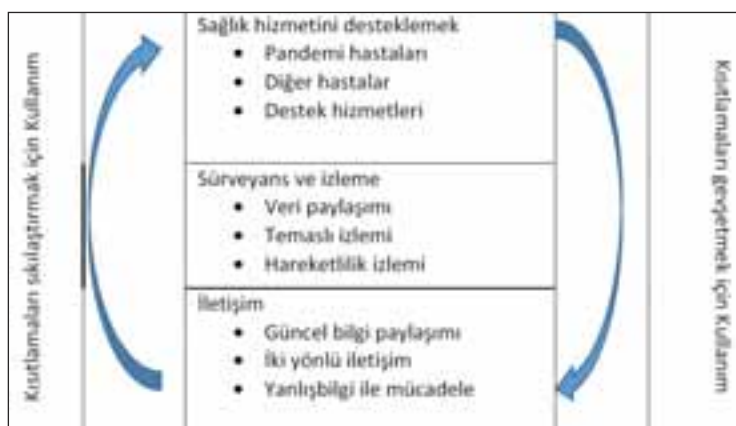 Kısıtlamaları sıkılaştırmak için Kullanım
Sağlık hizmetini desteklemek
• Pandemi hastaları
• Diğer hastalar
• Destek hizmetleri
Sürveyans ve izleme
• Veri paylaşımı
• Temaslı izlemi
• Hareketlilik izlemi
İletişim
• Güncel bilgi paylaşımı
• İki yönlü iletişim
• Yanlışbilgi ile mücadele
Kısıtlamaları gevşetmek için Kullanım